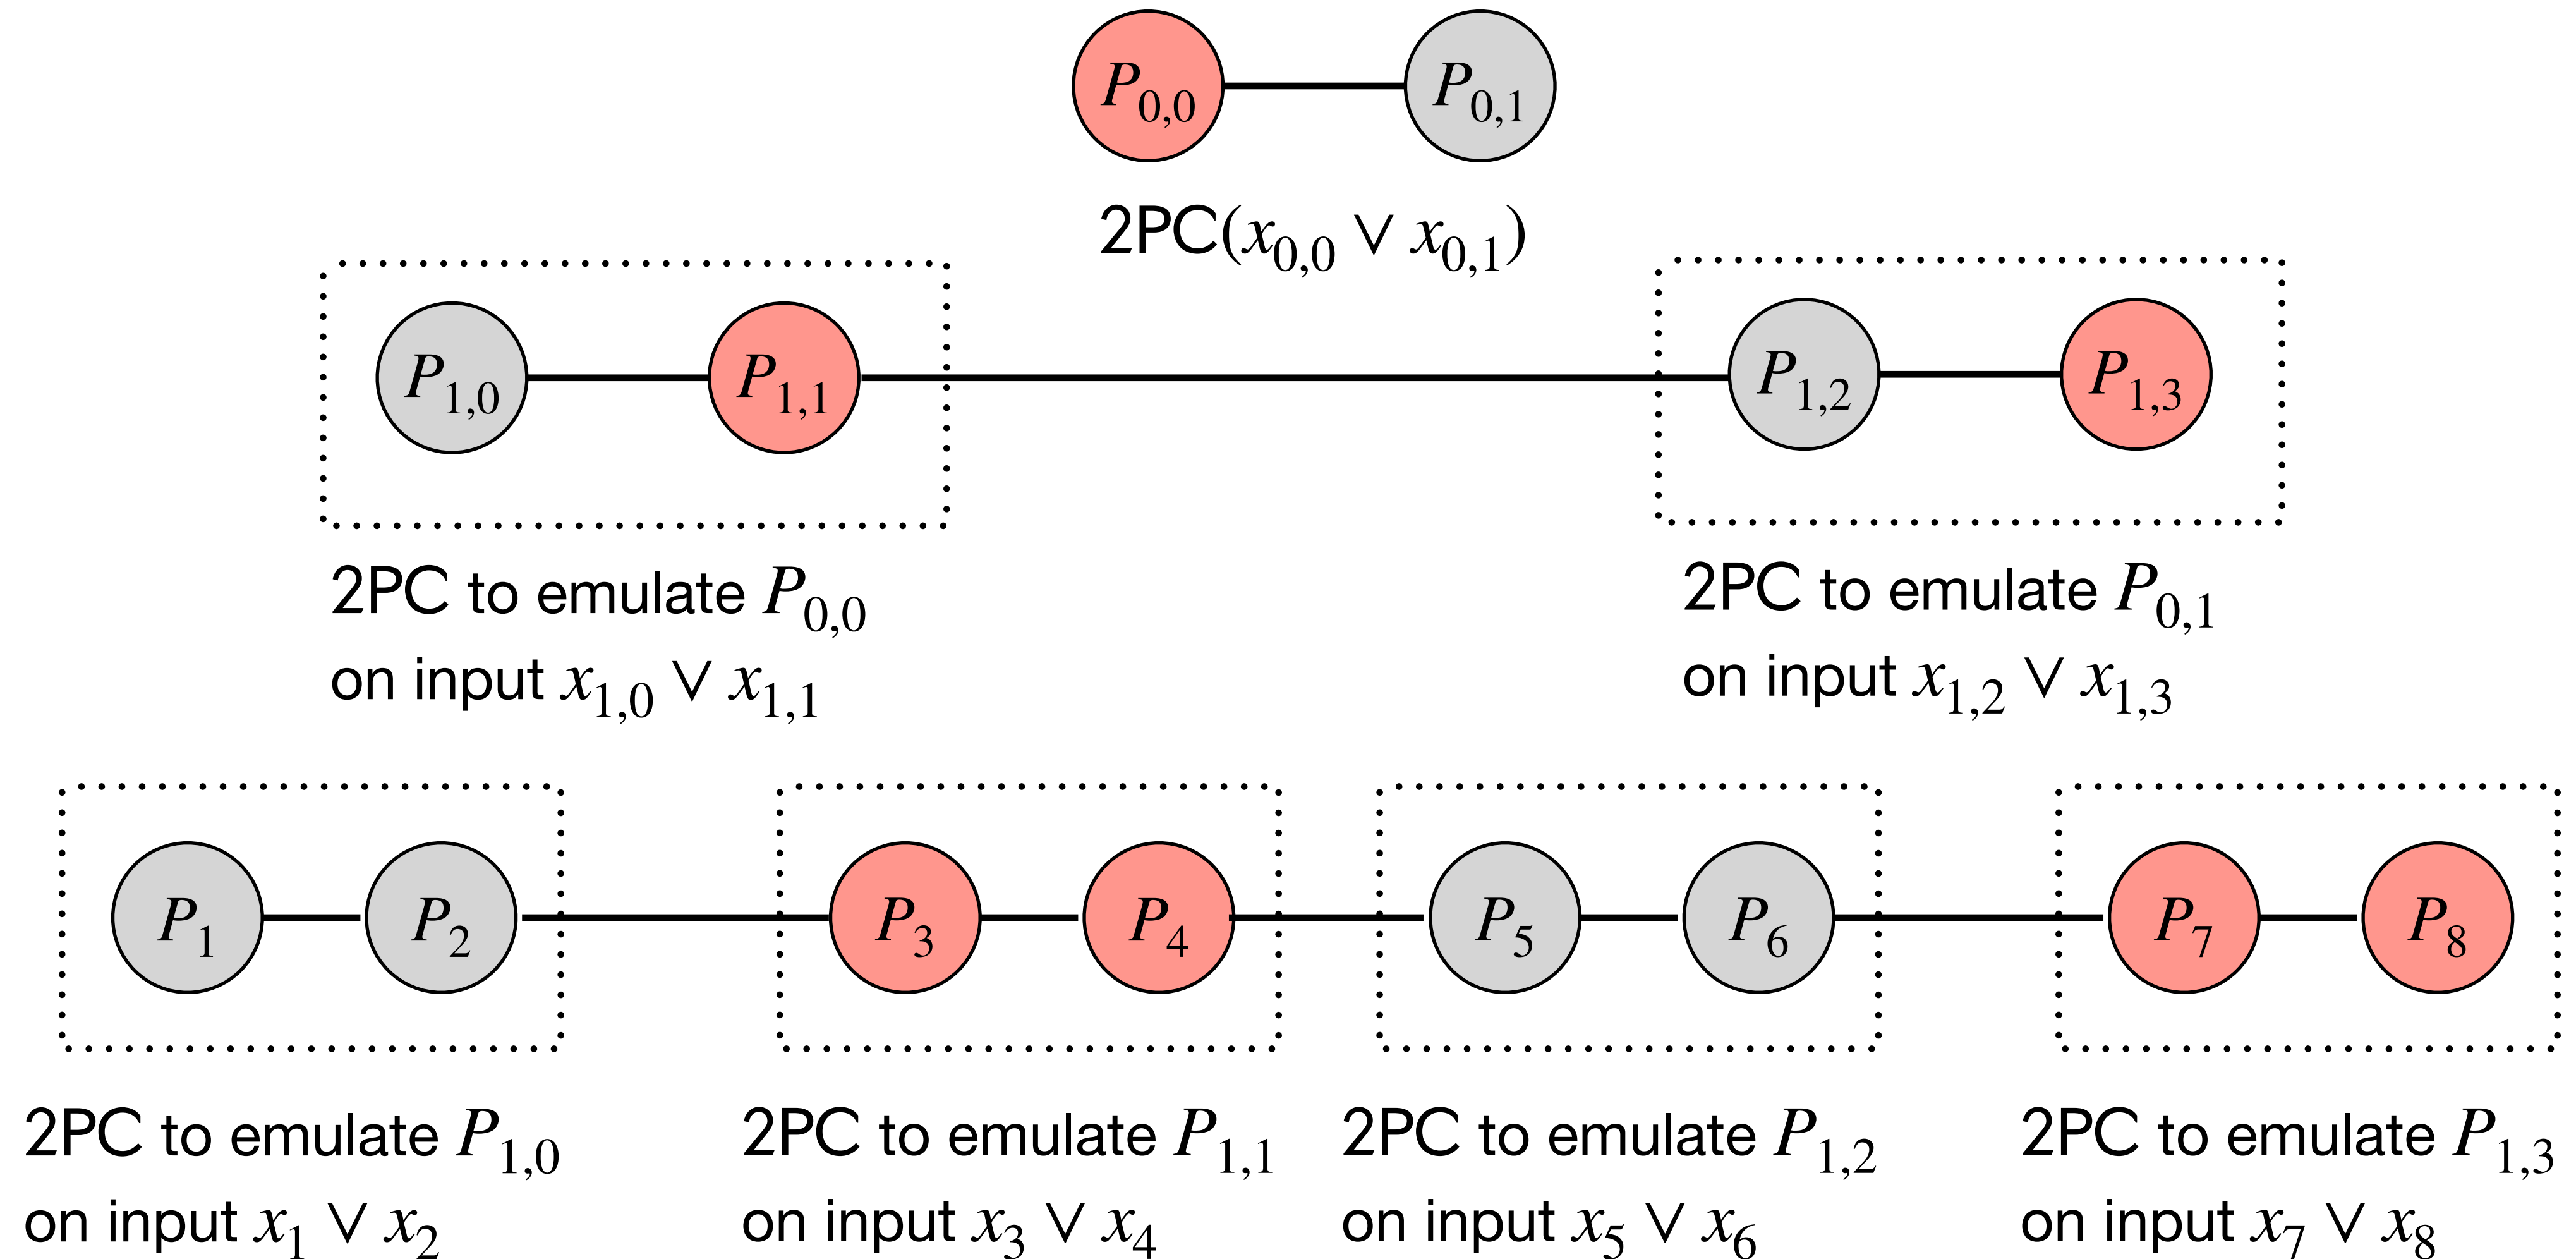 P₀,₀ P₀,₁
2PC(x₀,₀ ∨ x₀,₁)
P₁,₀ P₁,₁ P₁,₂ P₁,₃
2PC to emulate P₀,₀
on input x₁,₀ ∨ x₁,₁
2PC to emulate P₀,₁
on input x₁,₂ ∨ x₁,₃
P₁ P₂ P₃ P₄ P₅ P₆ P₇ P₈
2PC to emulate P₁,₀
on input x₁ ∨ x₂
2PC to emulate P₁,₁
on input x₃ ∨ x₄
2PC to emulate P₁,₂
on input x₅ ∨ x₆
2PC to emulate P₁,₃
on input x₇ ∨ x₈